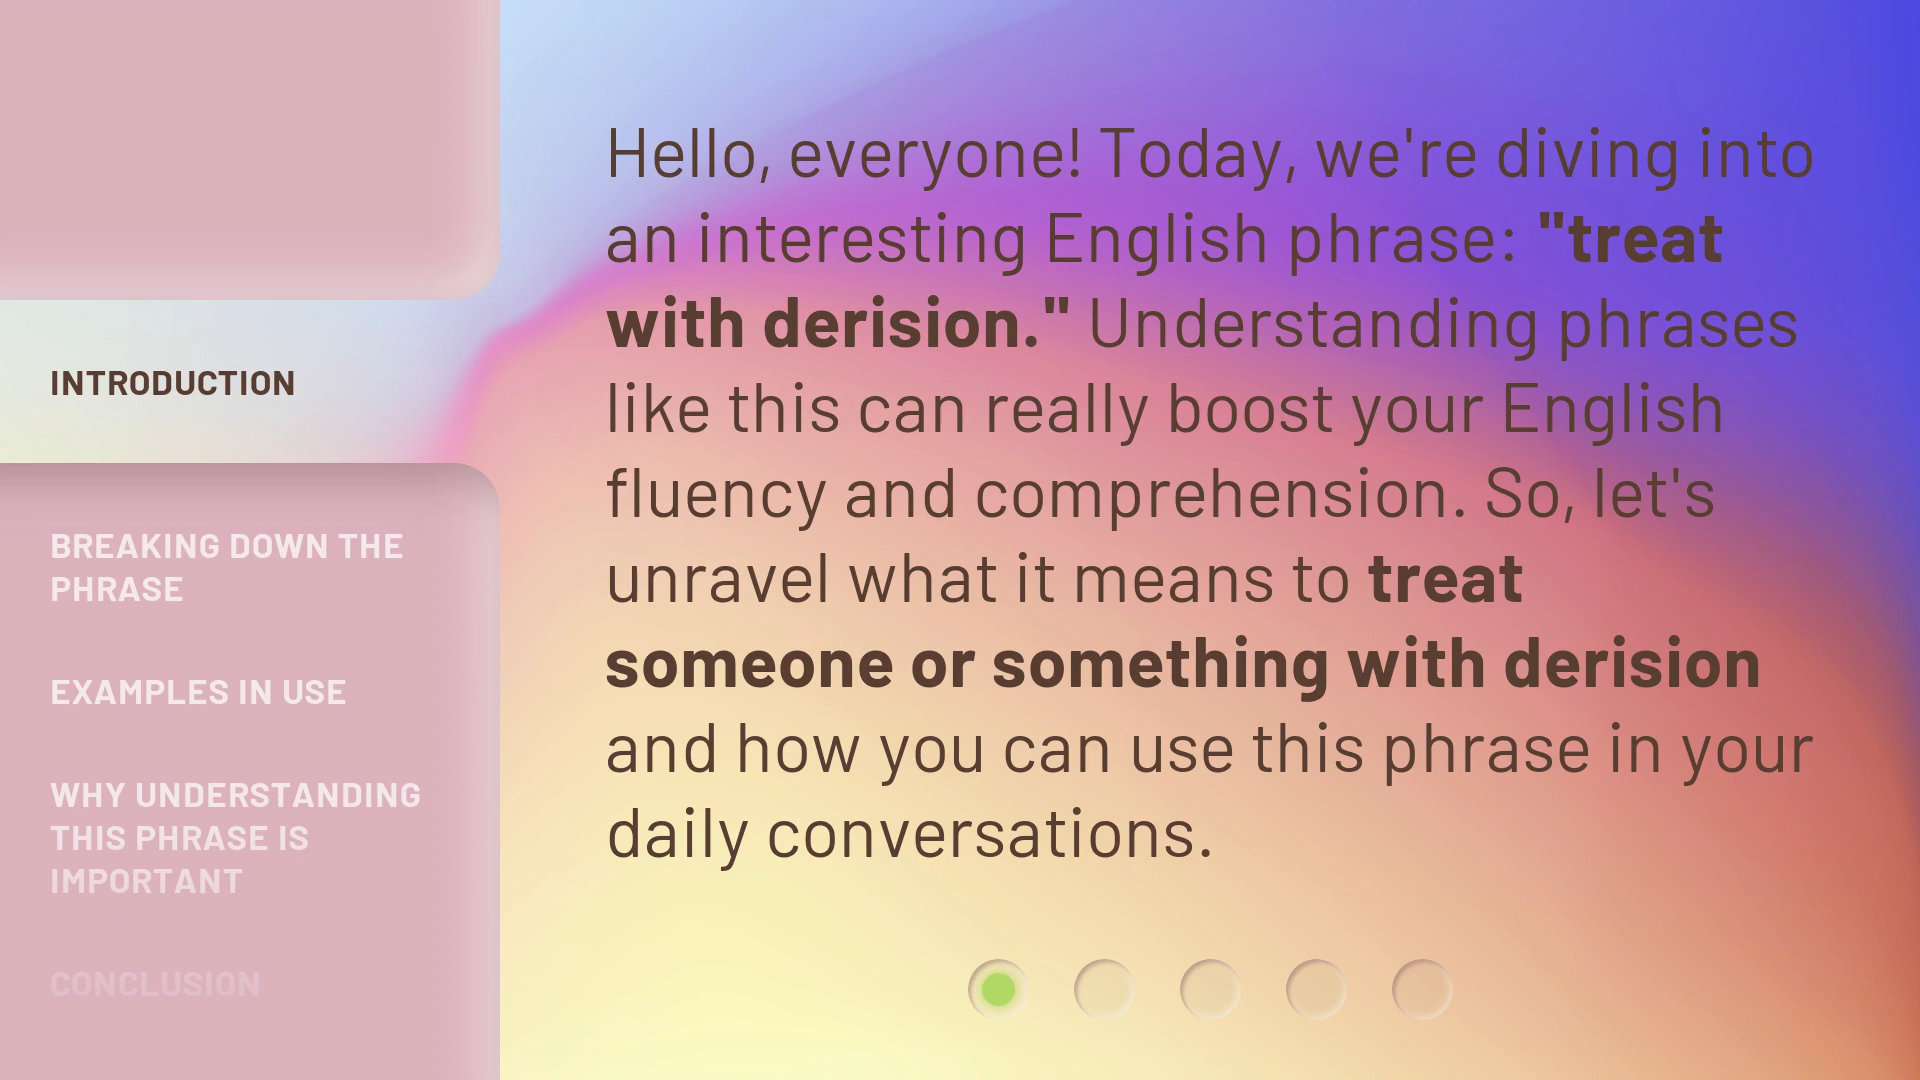 INTRODUCTION
BREAKING DOWN THE
PHRASE
EXAMPLES IN USE
WHY UNDERSTANDING
THIS PHRASE IS
IMPORTANT
CONCLUSION
Hello, everyone! Today, we're diving into
an interesting English phrase: "treat
with derision." Understanding phrases
like this can really boost your English
fluency and comprehension. So, let's
unravel what it means to treat
someone or something with derision
and how you can use this phrase in your
daily conversations.